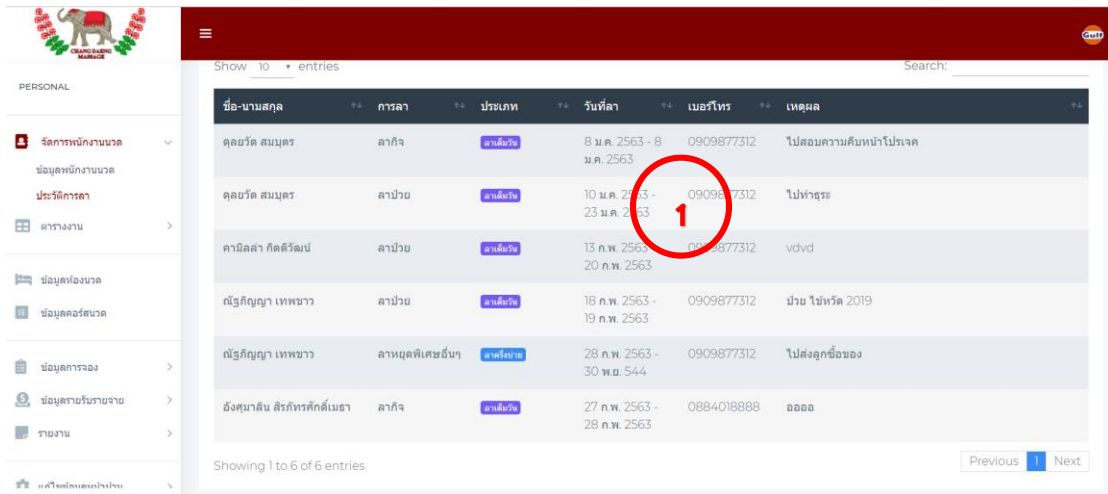 CHANG DAENG
MASSAGE
Gulf
PERSONAL
จัดการพนักงานนวด
ข้อมูลพนักงานนวด
ประวัติการลา
ตารางงาน
ข้อมูลห้องนวด
ข้อมูลคอร์สนวด
ข้อมูลการจอง
ข้อมูลรายรับรายจ่าย
รายงาน
Show 10 entries
Search:
ชื่อ-นามสกุล การลา ประเภท วันที่ลา เบอร์โทร เหตุผล
ตุลยวัต สมบุตร ลากิจ ลาเต็มวัน 8 ม.ค. 2563 - 8 0909877312 ไปสอบความคืบหน้าโปรเจค
ม.ค. 2563
ตุลยวัต สมบุตร ลาป่วย ลาเต็มวัน 10 ม.ค. 2563 - 0909877312 ไปทำธุระ
23 ม.ค. 2563
1
คามิลล่า กิตติวัฒน์ ลาป่วย ลาเต็มวัน 13 ก.พ. 2563 - 0909877312 vdvd
20 ก.พ. 2563
ณัฐภิญญา เทพขาว ลาป่วย ลาเต็มวัน 18 ก.พ. 2563 - 0909877312 ป่วย ไข้หวัด 2019
19 ก.พ. 2563
ณัฐภิญญา เทพขาว ลาหยุดพิเศษอื่นๆ ลาครึ่งบ่าย 28 ก.พ. 2563 - 0909877312 ไปส่งลูกซื้อของ
30 พ.ย. 544
อังศุมาลิน สิรภัทรศักดิ์เมธา ลากิจ ลาเต็มวัน 27 ก.พ. 2563 - 0884018888 ออออ
28 ก.พ. 2563
Showing 1 to 6 of 6 entries
Previous 1 Next